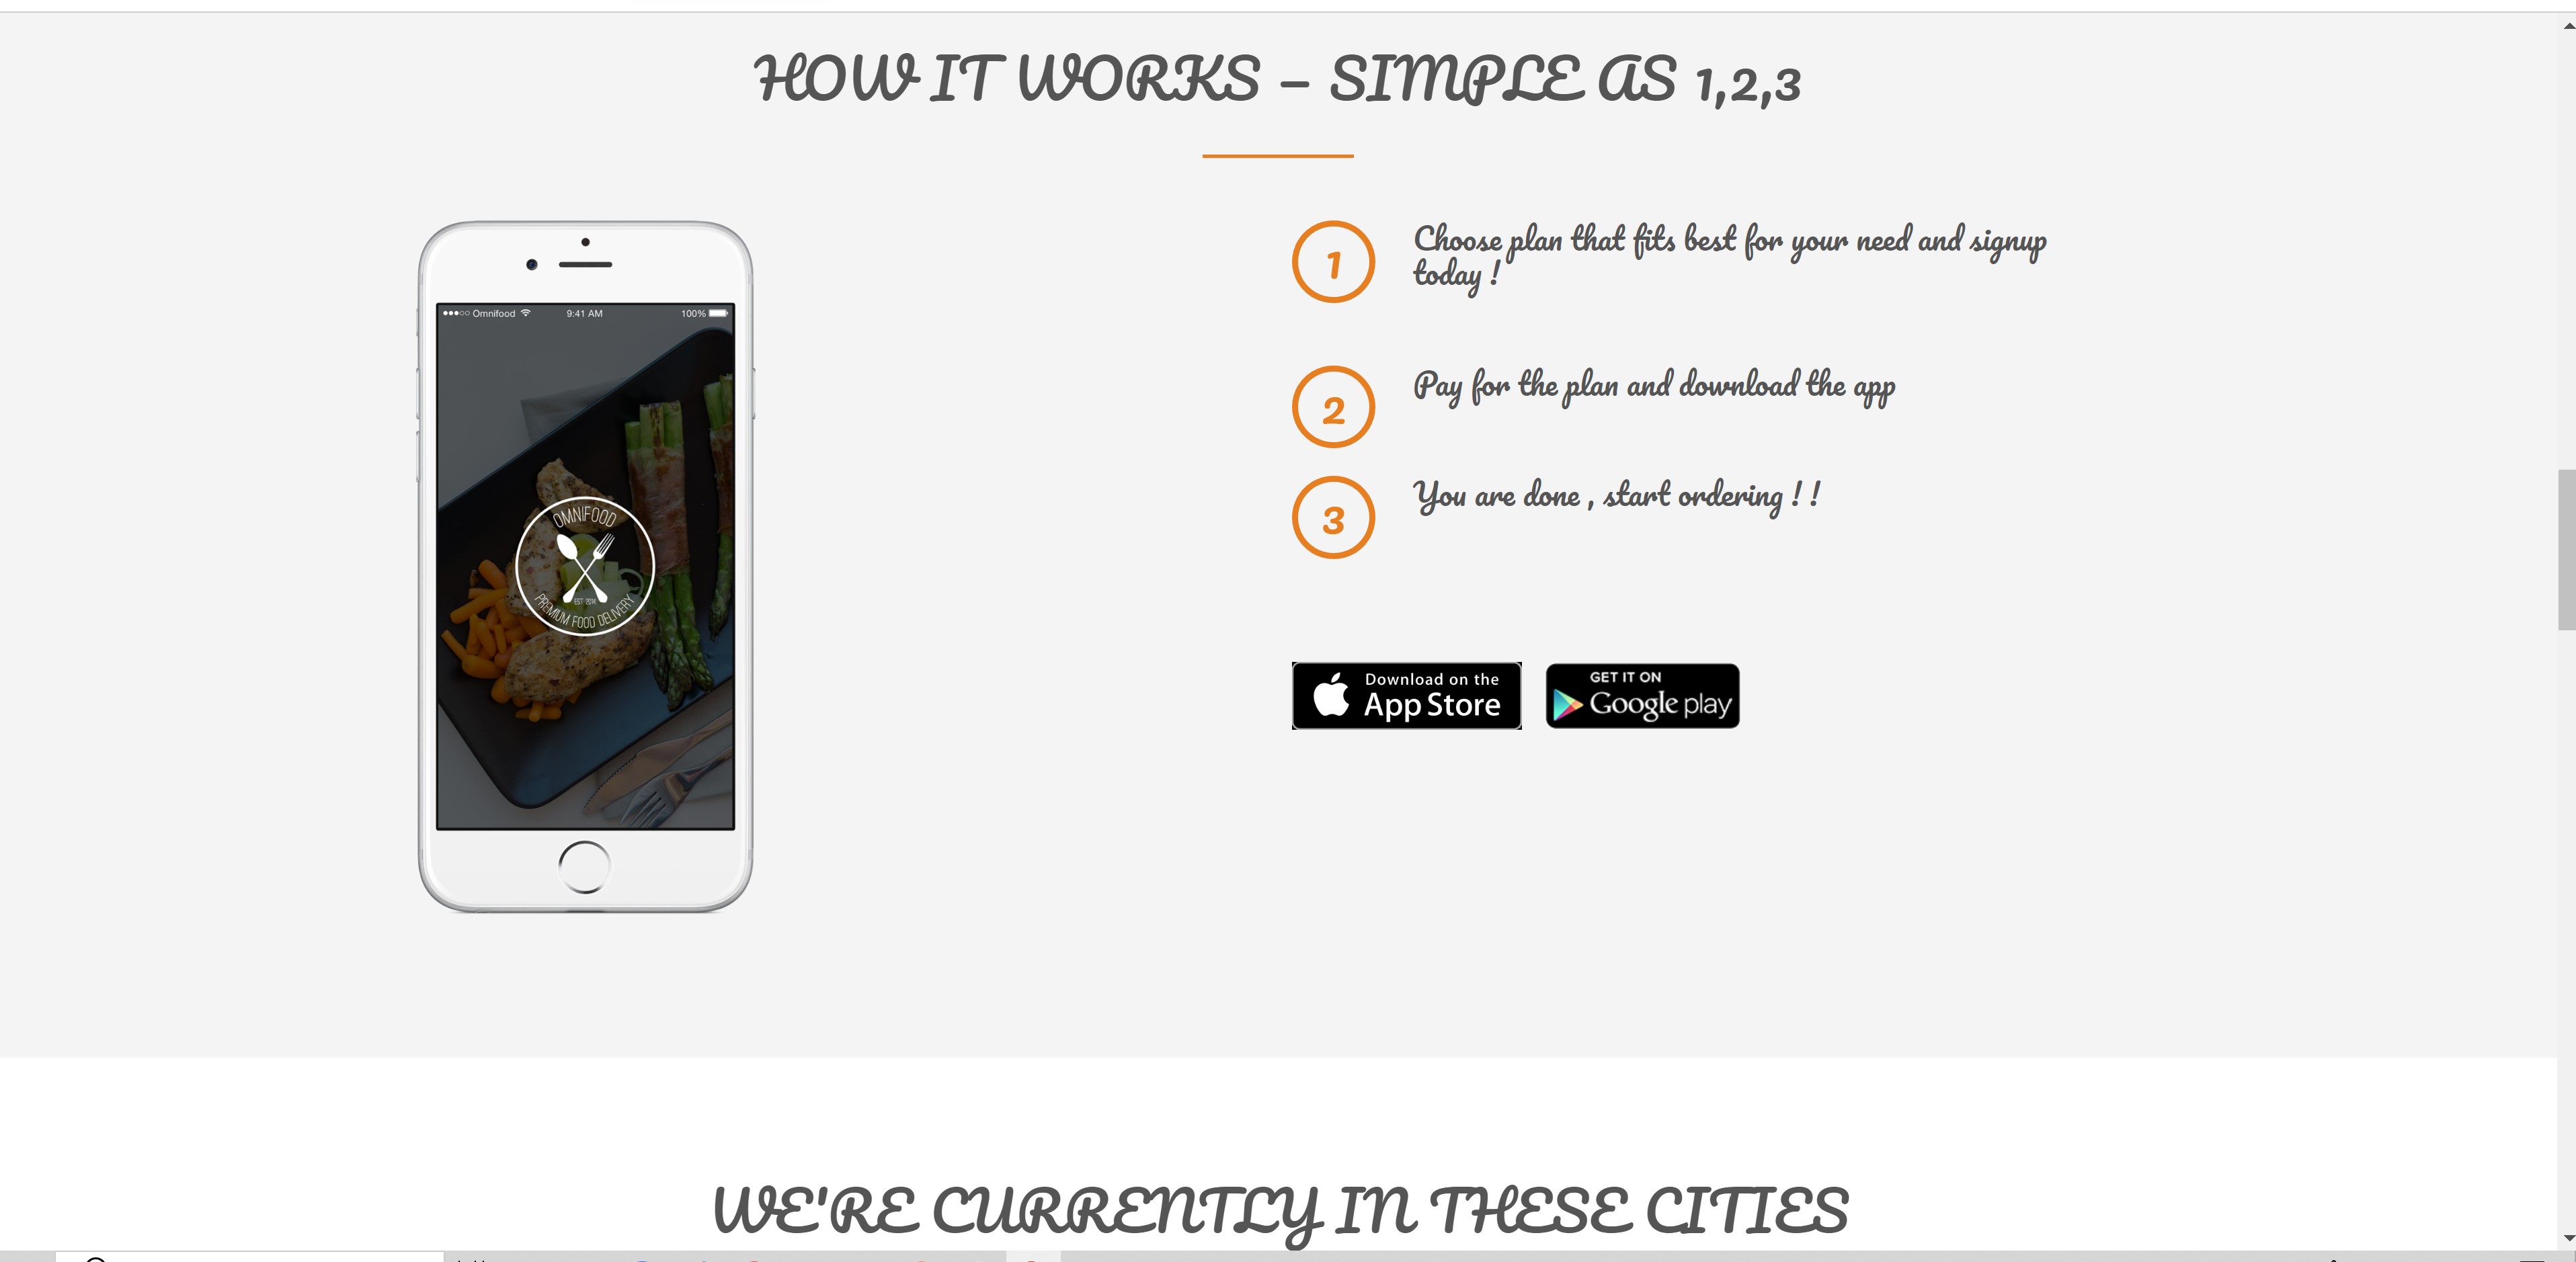 HOW IT WORKS – SIMPLE AS 1,2,3
Omnifood
9:41 AM
100%
OMNIFOOD
EST 2014
PREMIUM FOOD DELIVERY
1
Choose plan that fits best for your need and signup
today !
2
Pay for the plan and download the app
3
You are done , start ordering ! !
Download on the
App Store
GET IT ON
Google play
WE'RE CURRENTLY IN THESE CITIES